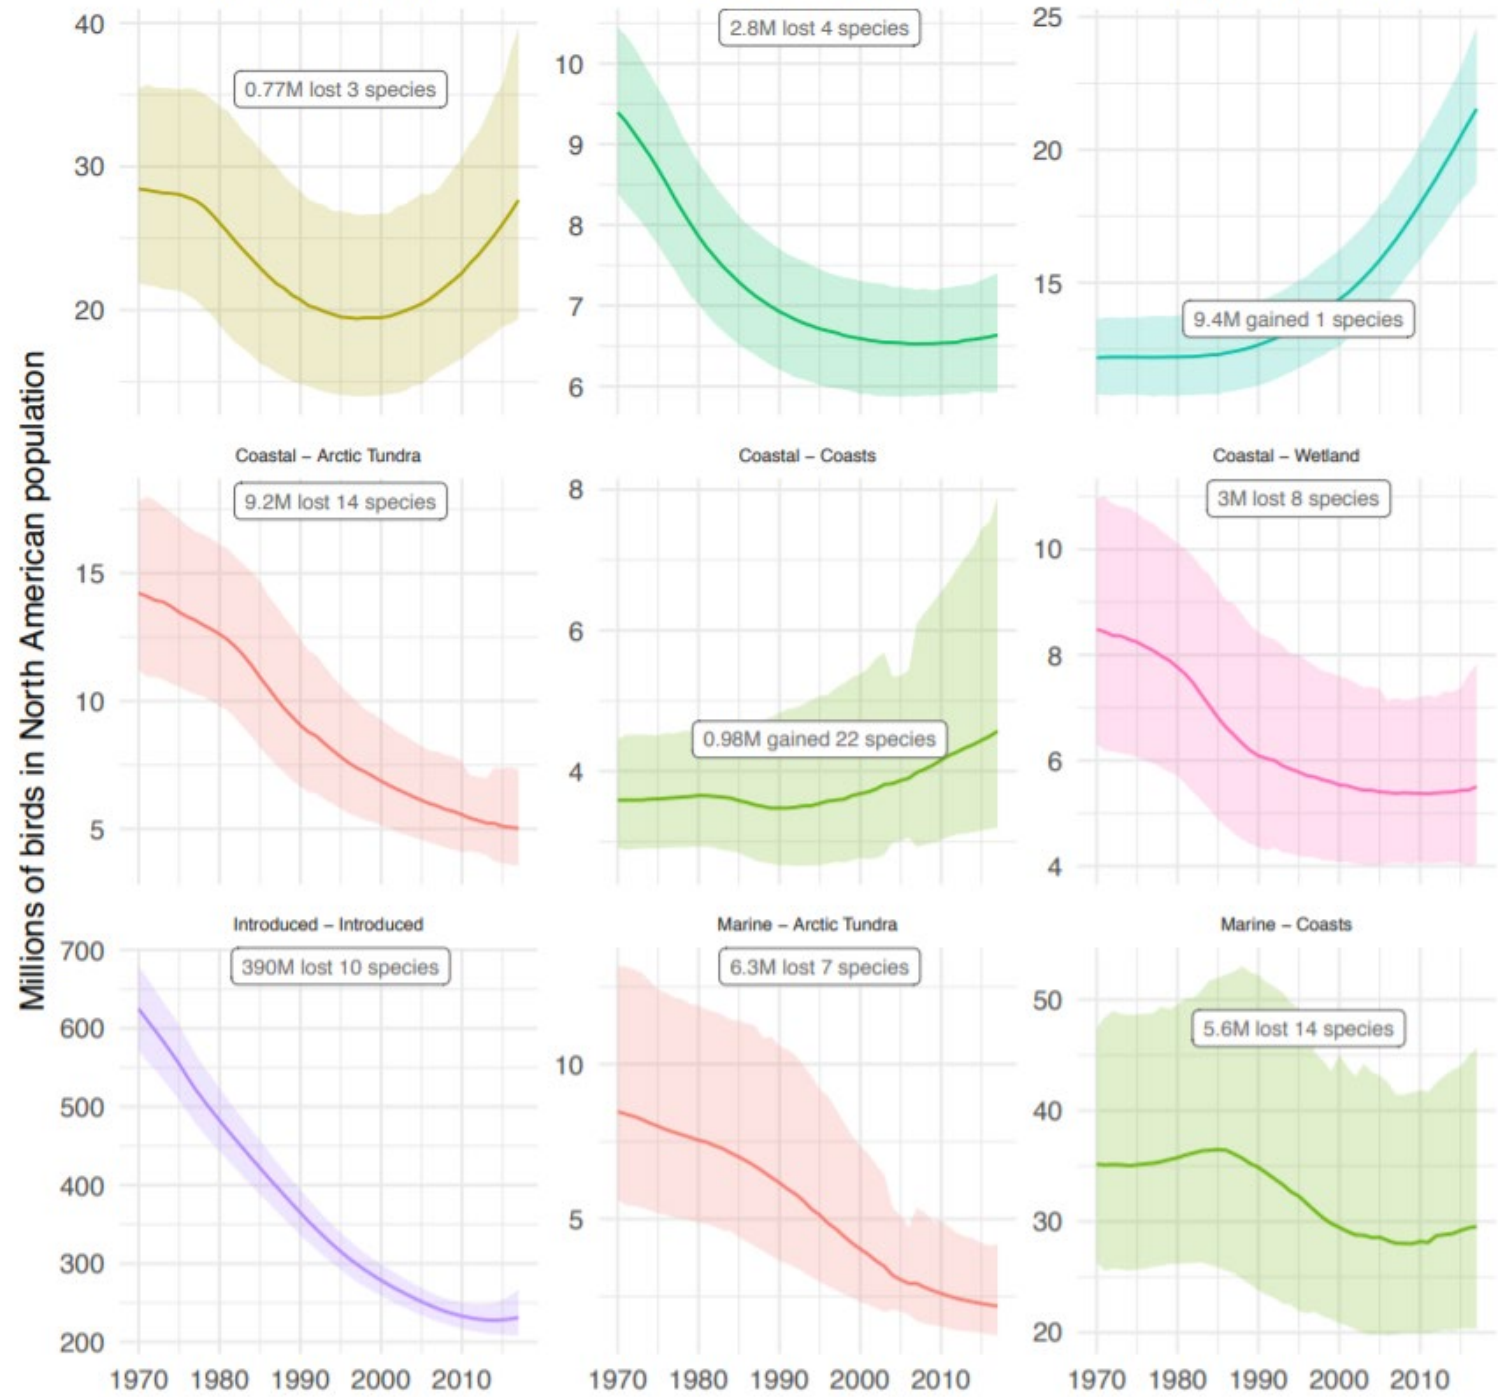 Millions of birds in North American population
40
30
20
0.77M lost 3 species
10
9
8
7
6
2.8M lost 4 species
25
20
15
9.4M gained 1 species
Coastal – Arctic Tundra
9.2M lost 14 species
15
10
5
Coastal – Coasts
8
6
4
0.98M gained 22 species
Coastal – Wetland
3M lost 8 species
10
8
6
4
Introduced – Introduced
700
390M lost 10 species
600
500
400
300
200
1970 1980 1990 2000 2010
Marine – Arctic Tundra
6.3M lost 7 species
10
5
1970 1980 1990 2000 2010
Marine – Coasts
50
5.6M lost 14 species
40
30
20
1970 1980 1990 2000 2010